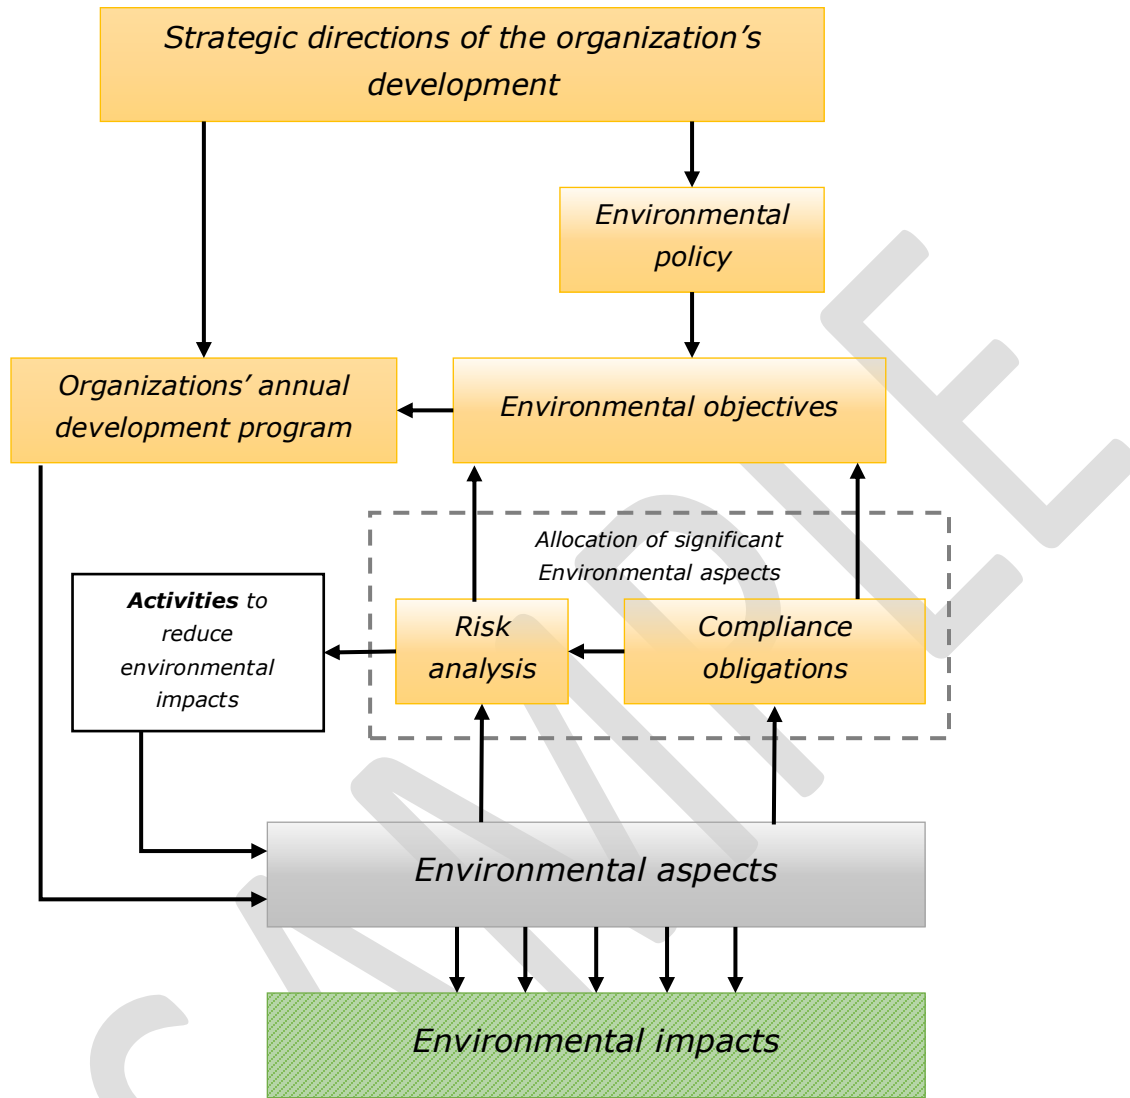 Strategic directions of the organization's
development
Environmental
policy
Organizations' annual
development program
Environmental objectives
Allocation of significant
Environmental aspects
Activities to
reduce
environmental
impacts
Risk
analysis
Compliance
obligations
Environmental aspects
Environmental impacts
SAMPLE